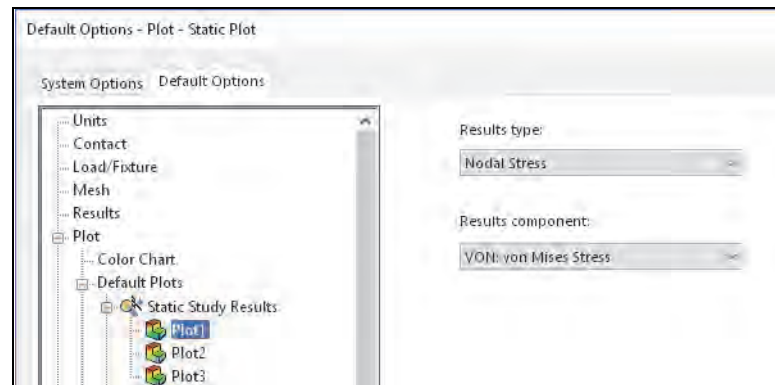 Default Options - Plot - Static Plot
System Options Default Options
Units
Contact
Load/Fixture
Mesh
Results
Plot
Color Chart
Default Plots
Static Study Results
Plot1
Plot2
Plot3
Results type:
Nodal Stress
Results component:
VON: von Mises Stress